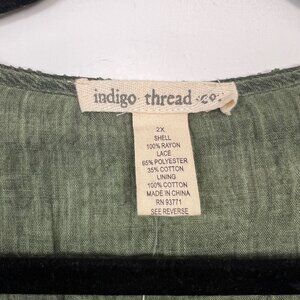 indigo thread co.
2X
SHELL
100% RAYON
LACE
65% POLYESTER
35% COTTON
LINING
100% COTTON
MADE IN CHINA
RN 93771
SEE REVERSE